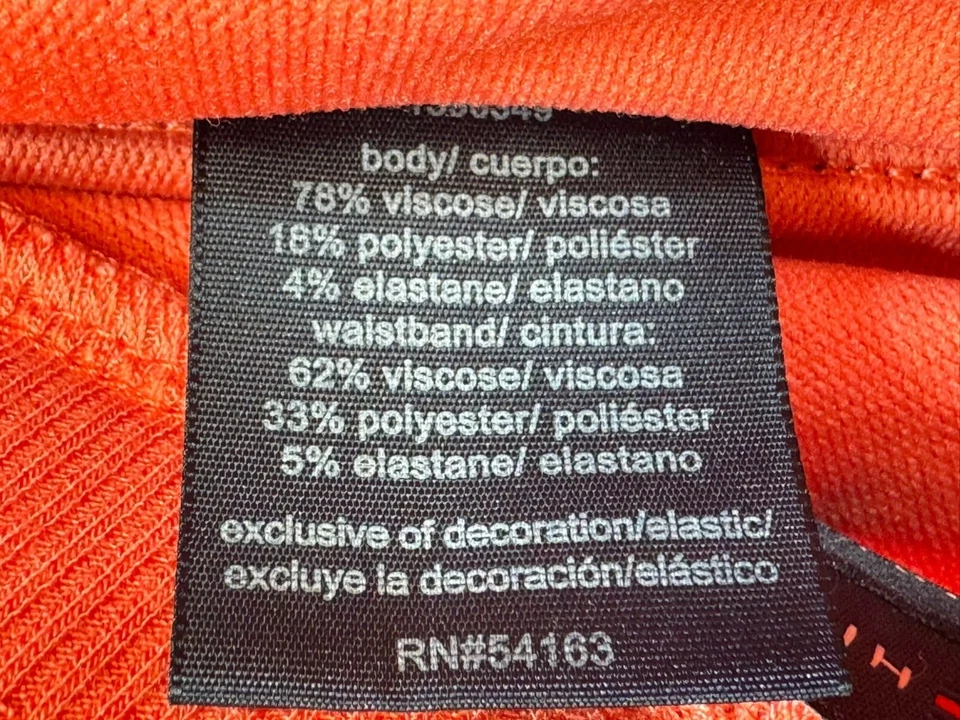 body/ cuerpo:
78% viscose/ viscosa
18% polyester/ poliéster
4% elastane/ elastano
waistband/ cintura:
62% viscose/ viscosa
33% polyester/ poliéster
5% elastane/ elastano
exclusive of decoration/elastic/
excluye la decoración/elástico
RN#54163
H